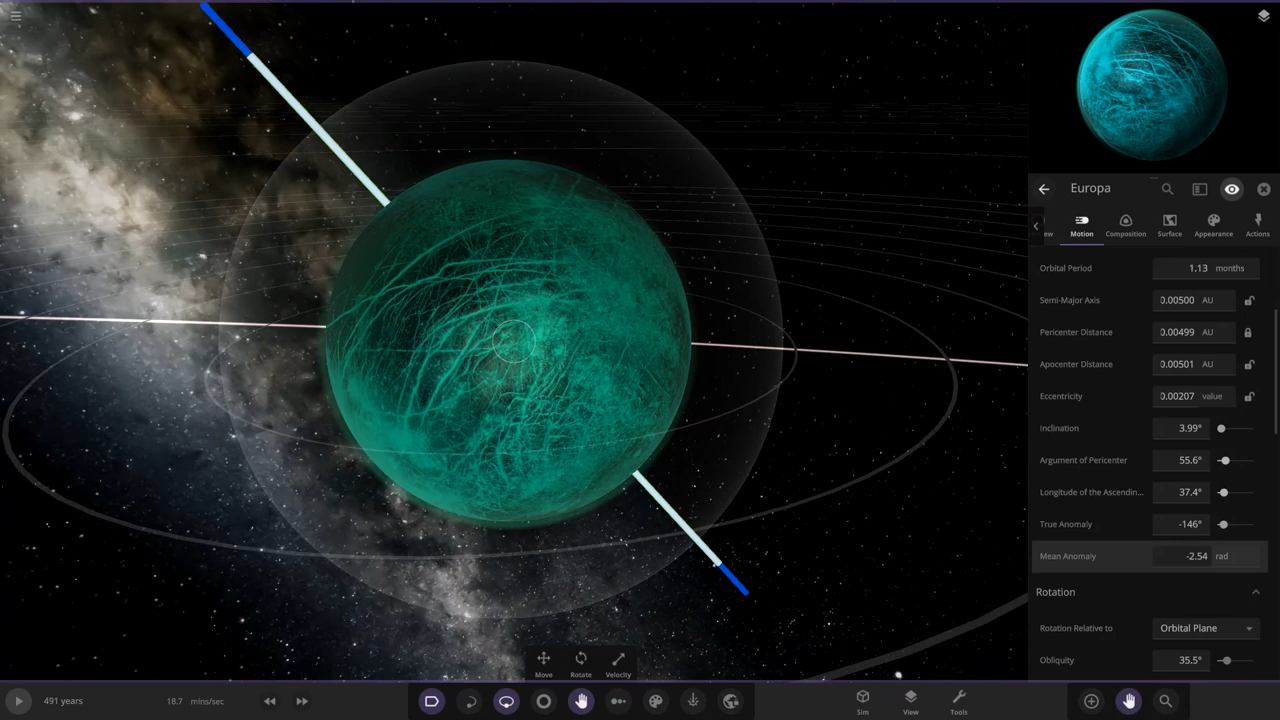 Europa
ew Motion Composition Surface Appearance Actions
Orbital Period 1.13 months
Semi-Major Axis 0.00500 AU
Pericenter Distance 0.00499 AU
Apocenter Distance 0.00501 AU
Eccentricity 0.00207 value
Inclination 3.99°
Argument of Pericenter 55.6°
Longitude of the Ascendin... 37.4°
True Anomaly -146°
Mean Anomaly -2.54 rad
Rotation
Rotation Relative to Orbital Plane
Obliquity 35.5°
Move Rotate Velocity
491 years 18.7 mins/sec Sim View Tools